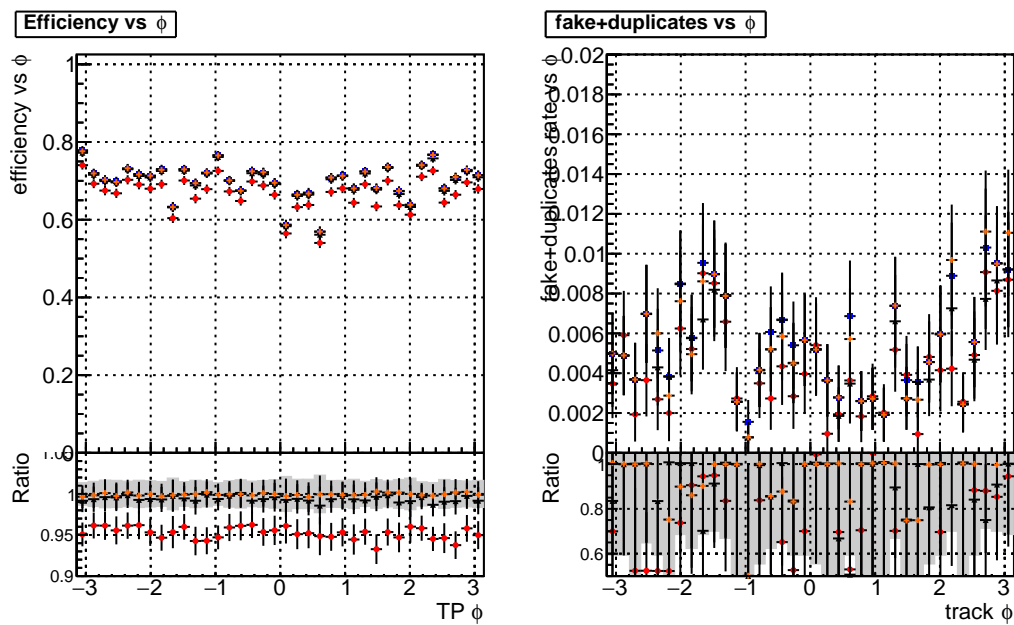 Efficiency vs ϕ
efficiency vs ϕ
1
0.8
0.6
0.4
0.2
0
Ratio
1
0.95
0.9
−3 −2 −1 0 1 2 3
TP ϕ
fake+duplicates vs ϕ
fake+duplicates rate vs ϕ
0.02
0.018
0.016
0.014
0.012
0.01
0.008
0.006
0.004
0.002
0
Ratio
1
0.8
0.6
−3 −2 −1 0 1 2 3
track ϕ